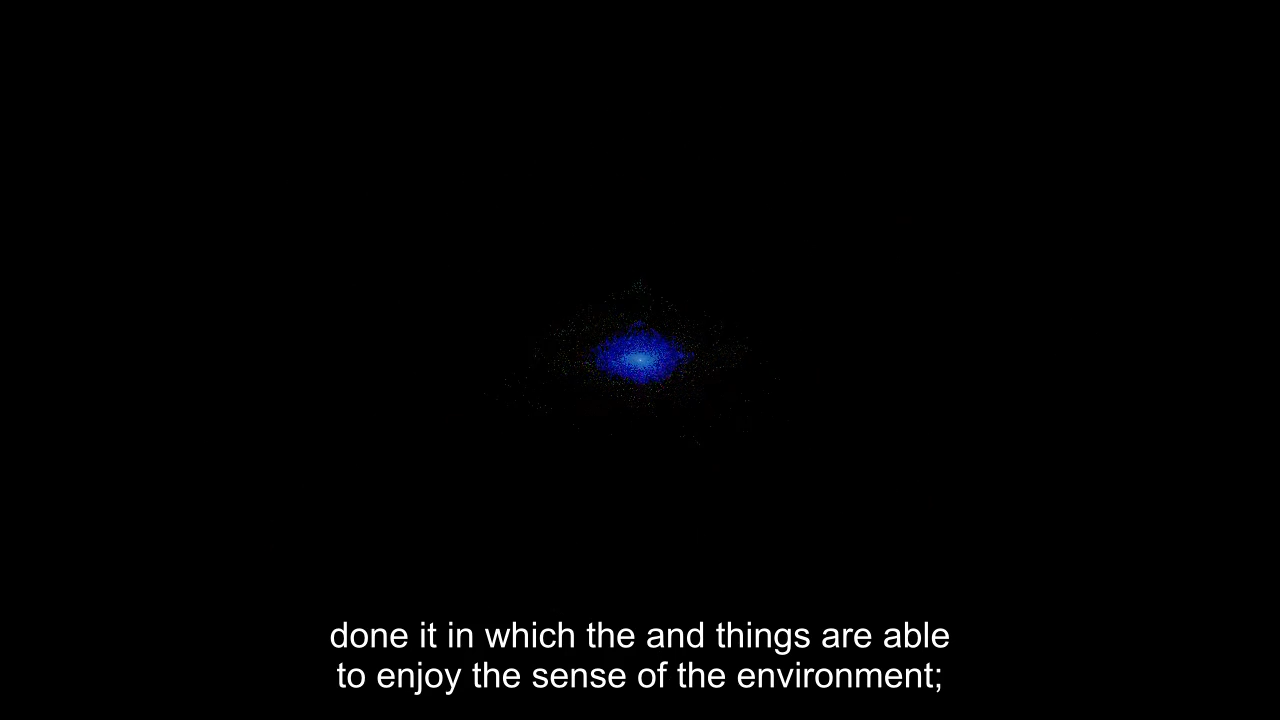 done it in which the and things are able
to enjoy the sense of the environment;